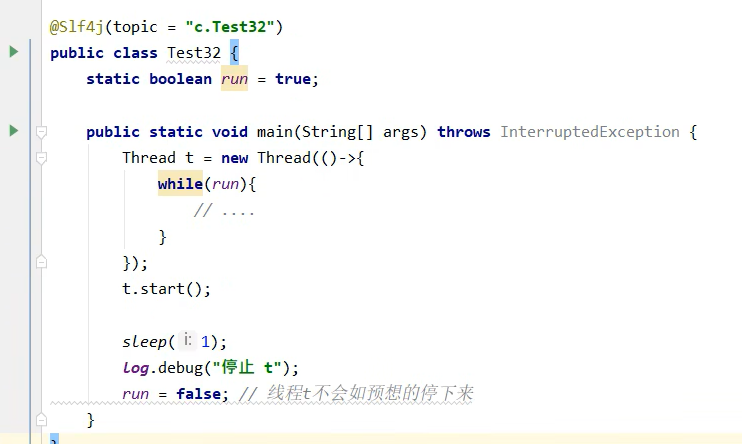 @Slf4j(topic = "c.Test32")
public class Test32 {
static boolean run = true;
public static void main(String[] args) throws InterruptedException {
Thread t = new Thread(()->{
while(run){
// ....
}
});
t.start();
sleep( i: 1);
log.debug("停止 t");
run = false; // 线程t不会如预想的停下来
}
}